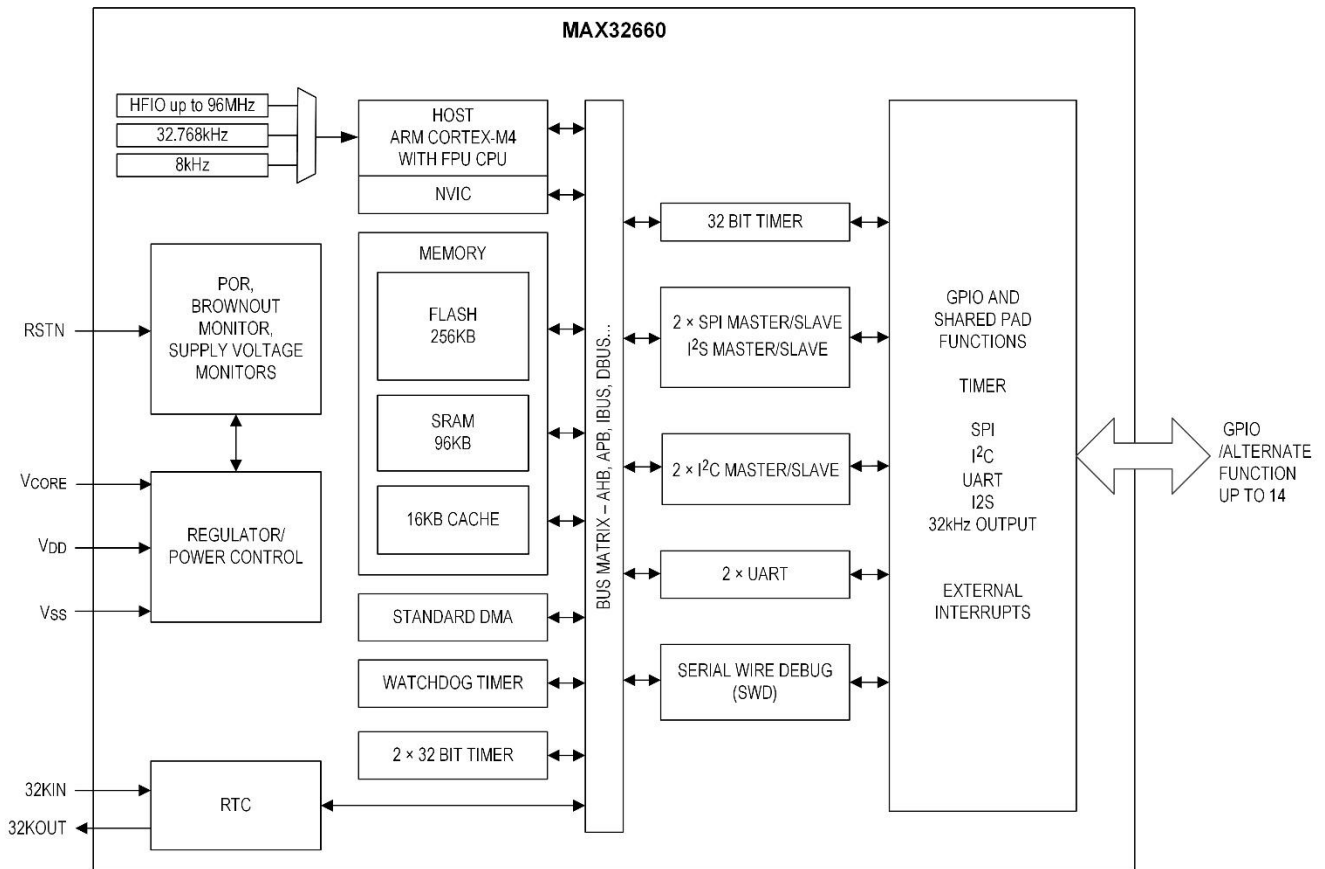 MAX32660
HFIO up to 96MHz
32.768kHz
8kHz
HOST
ARM CORTEX-M4
WITH FPU CPU
NVIC
RSTN
POR,
BROWNOUT
MONITOR,
SUPPLY VOLTAGE
MONITORS
VCORE
VDD
VSS
REGULATOR/
POWER CONTROL
32KIN
32KOUT
RTC
MEMORY
FLASH
256KB
SRAM
96KB
16KB CACHE
STANDARD DMA
WATCHDOG TIMER
2 × 32 BIT TIMER
BUS MATRIX – AHB, APB, IBUS, DBUS...
32 BIT TIMER
2 × SPI MASTER/SLAVE
I²S MASTER/SLAVE
2 × I²C MASTER/SLAVE
2 × UART
SERIAL WIRE DEBUG
(SWD)
GPIO AND
SHARED PAD
FUNCTIONS
TIMER
SPI
I²C
UART
I2S
32kHz OUTPUT
EXTERNAL
INTERRUPTS
GPIO
/ALTERNATE
FUNCTION
UP TO 14